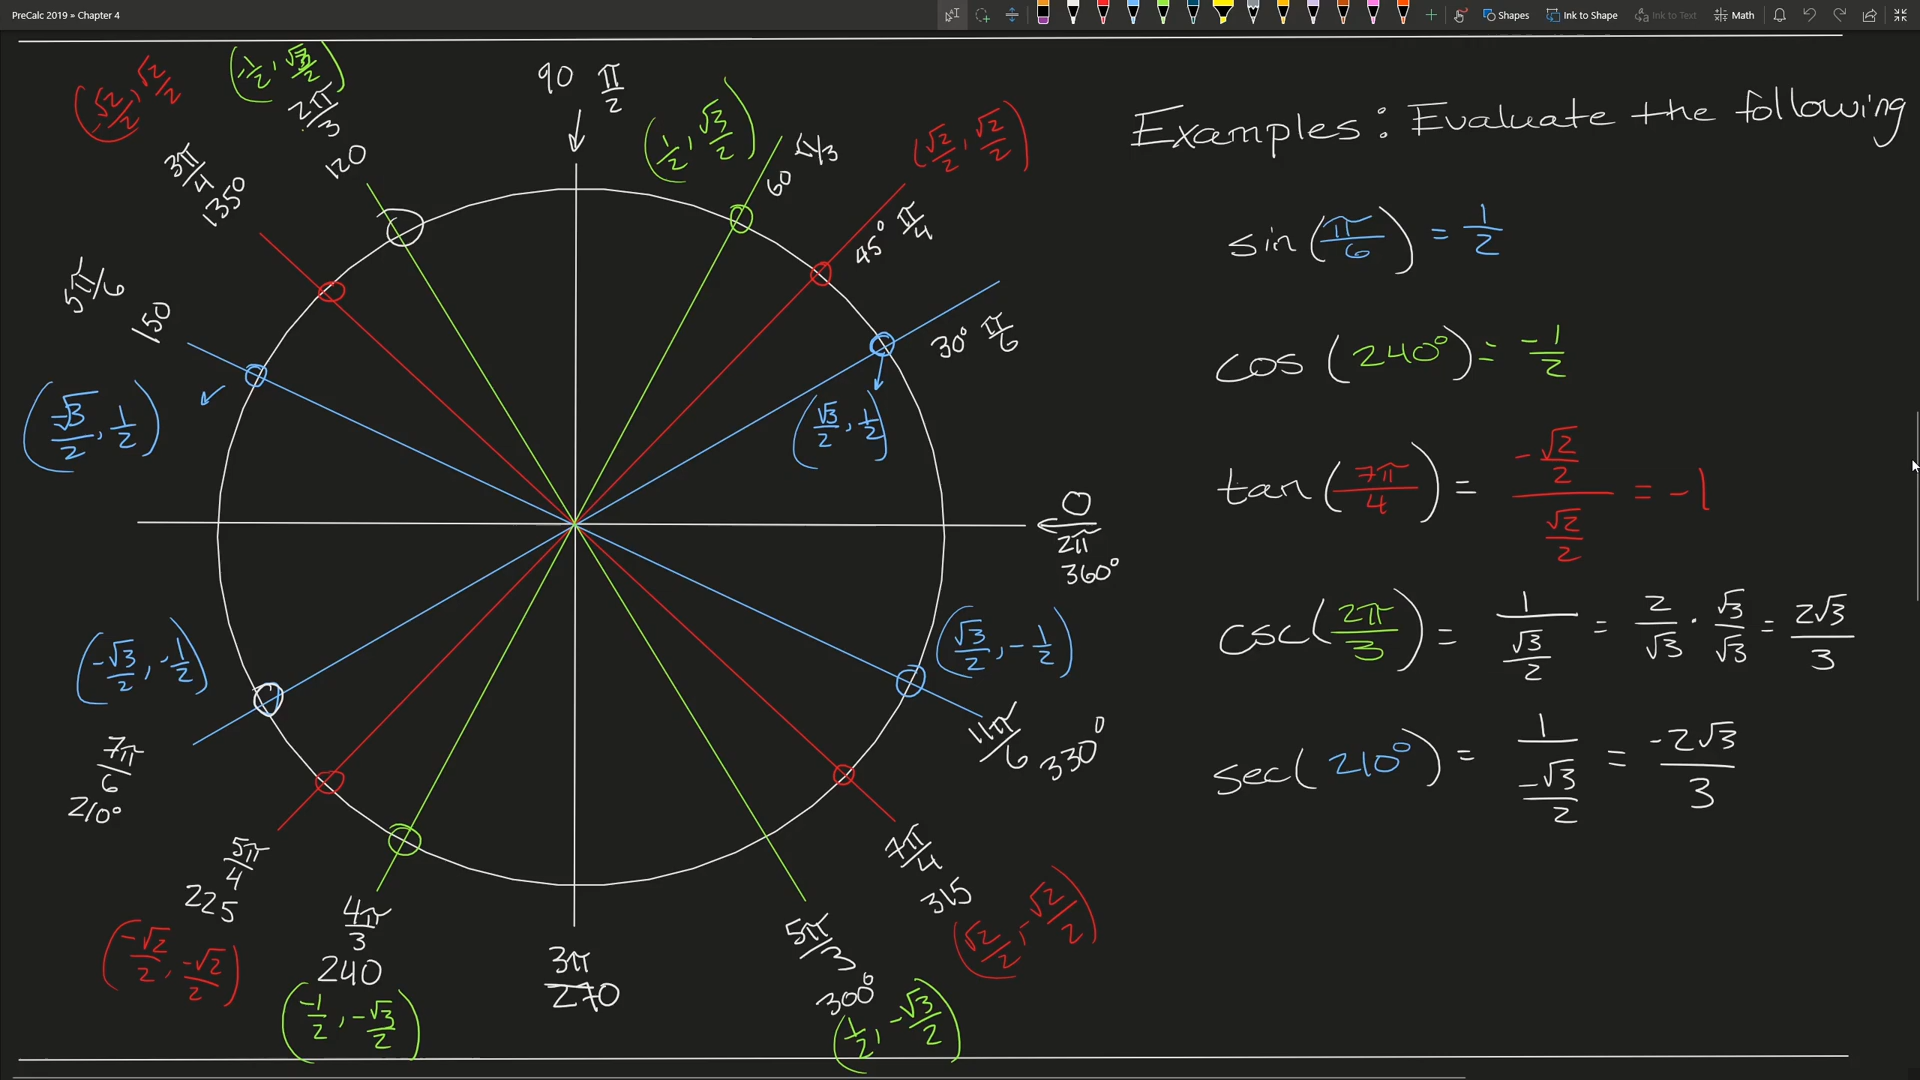 PreCalc 2019 » Chapter 4
Shapes
Ink to Shape
Ink to Text
Math
Examples: Evaluate the following
sin(π/6) = 1/2
cos(240°) = -1/2
tan(7π/4) = (-√2/2)/(√2/2) = -1
csc(2π/3) = 1/(√3/2) = 2/√3 · √3/√3 = 2√3/3
sec(210°) = 1/(-√3/2) = -2√3/3
90 π/2
(1/2, √3/2)
60 π/3
(√2/2, √2/2)
45° π/4
30° π/6
(√3/2, 1/2)
0
2π
360°
(-1/2, √3/2)
2π/3
120
(-√2/2, √2/2)
3π/4
135°
5π/6
150
(-√3/2, 1/2)
(-√3/2, -1/2)
7π/6
210°
5π/4
225
(-√2/2, -√2/2)
4π/3
240
(-1/2, -√3/2)
3π
270
5π/3
300°
(1/2, -√3/2)
7π/4
315
(√2/2, -√2/2)
(√3/2, -1/2)
11π/6 330°